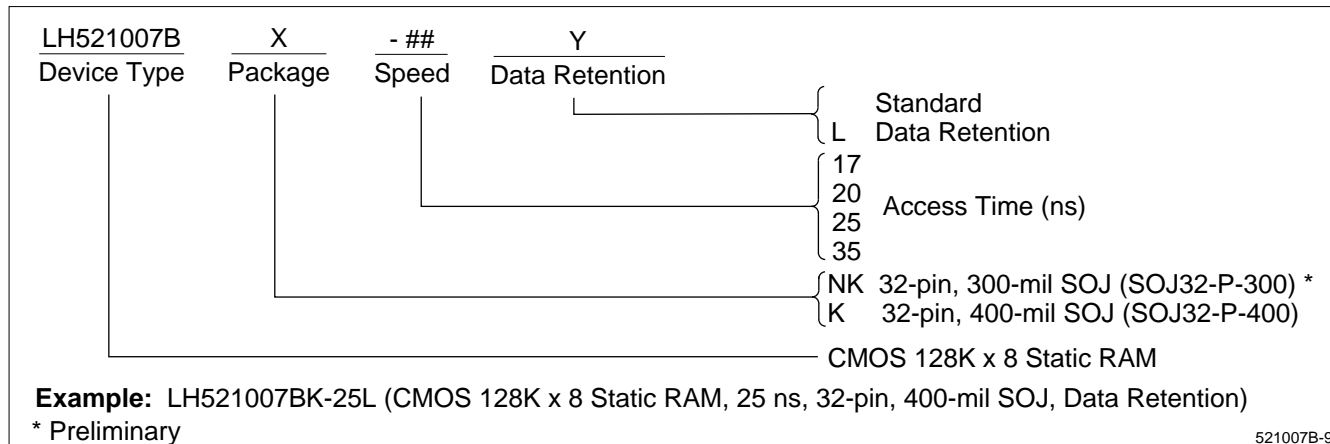 LH521007B X - ## Y
Device Type Package Speed Data Retention
Standard
L Data Retention
17
20
Access Time (ns)
25
35
NK 32-pin, 300-mil SOJ (SOJ32-P-300) *
K 32-pin, 400-mil SOJ (SOJ32-P-400)
CMOS 128K x 8 Static RAM
Example: LH521007BK-25L (CMOS 128K x 8 Static RAM, 25 ns, 32-pin, 400-mil SOJ, Data Retention)
* Preliminary
521007B-9